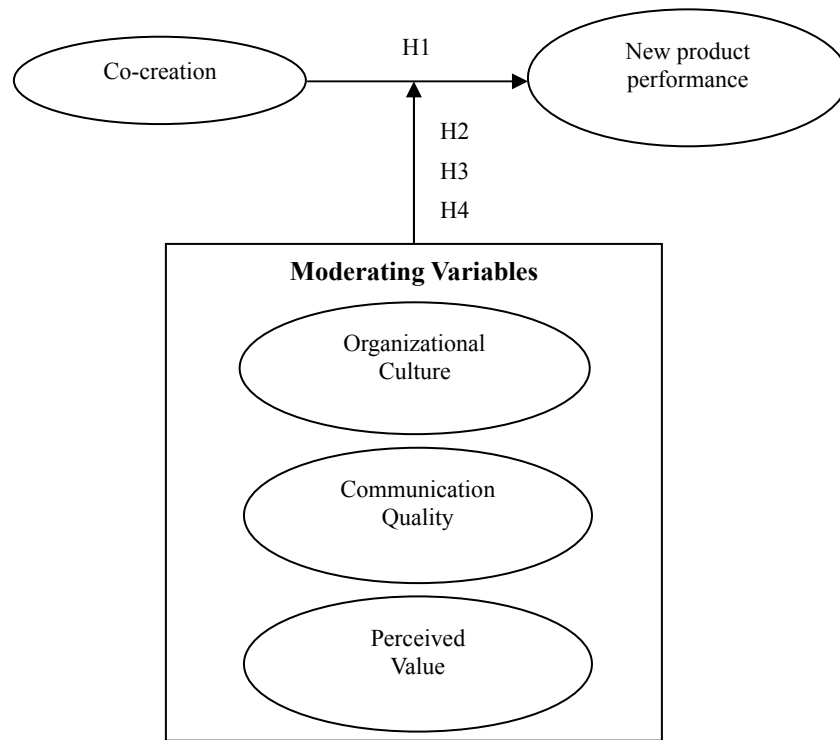 Co-creation
H1
New product
performance
H2
H3
H4
Moderating Variables
Organizational
Culture
Communication
Quality
Perceived
Value